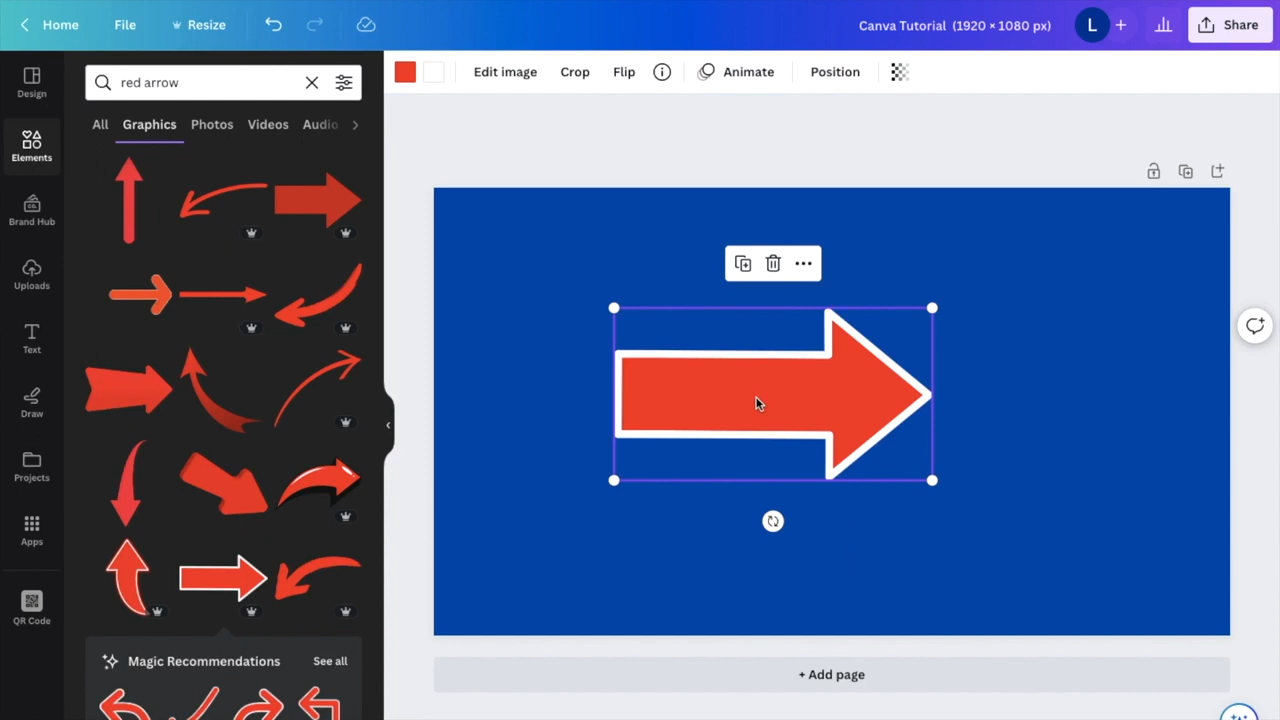 Home File Resize Canva Tutorial (1920 × 1080 px) L + Share
Design
Elements
Brand Hub
Uploads
Text
Draw
Projects
Apps
QR Code
red arrow
All Graphics Photos Videos Audio
Magic Recommendations See all
Edit image Crop Flip Animate Position
+ Add page